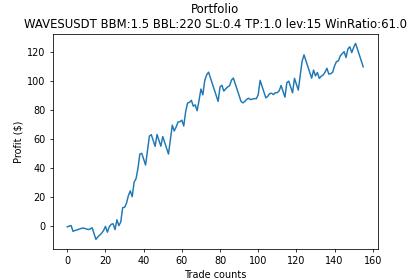 Portfolio
WAVESUSDT BBM:1.5 BBL:220 SL:0.4 TP:1.0 lev:15 WinRatio:61.0
120
100
80
60
40
20
0
Profit ($)
0 20 40 60 80 100 120 140 160
Trade counts